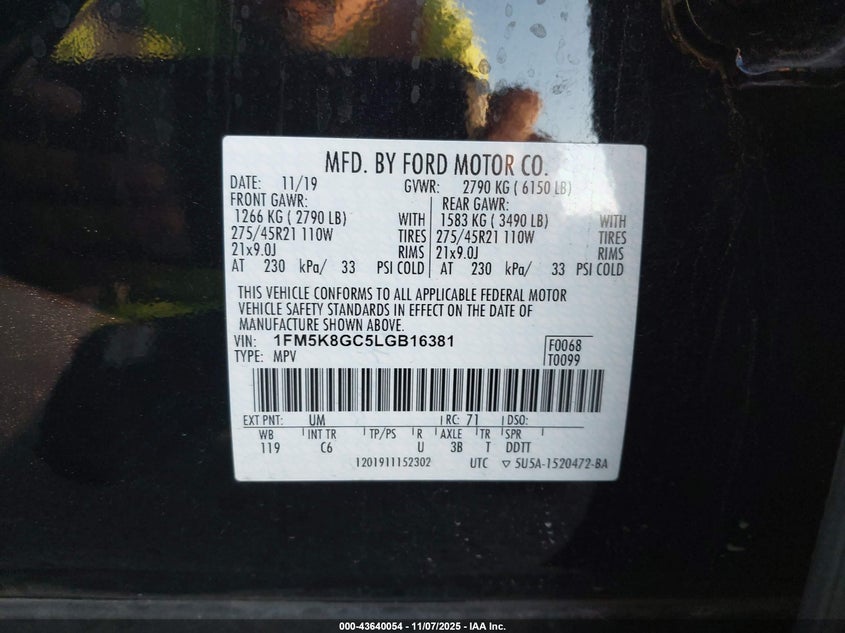 MFD. BY FORD MOTOR CO.
DATE: 11/19 GVWR: 2790 KG ( 6150 LB)
FRONT GAWR: REAR GAWR:
1266 KG ( 2790 LB) WITH 1583 KG ( 3490 LB) WITH
275/45R21 110W TIRES 275/45R21 110W TIRES
21x9.0J RIMS 21x9.0J RIMS
AT 230 kPa/ 33 PSI COLD AT 230 kPa/ 33 PSI COLD
THIS VEHICLE CONFORMS TO ALL APPLICABLE FEDERAL MOTOR
VEHICLE SAFETY STANDARDS IN EFFECT ON THE DATE OF
MANUFACTURE SHOWN ABOVE.
VIN: 1FM5K8GC5LGB16381 F0068
TYPE: MPV T0099
EXT PNT: UM RC: 71 DSO:
WB INT TR TP/PS R AXLE TR SPR
119 C6 U 3B T DDTT
1201911152302 UTC ▽ 5U5A-1520472-BA
000-43640054 - 11/07/2025 - IAA Inc.